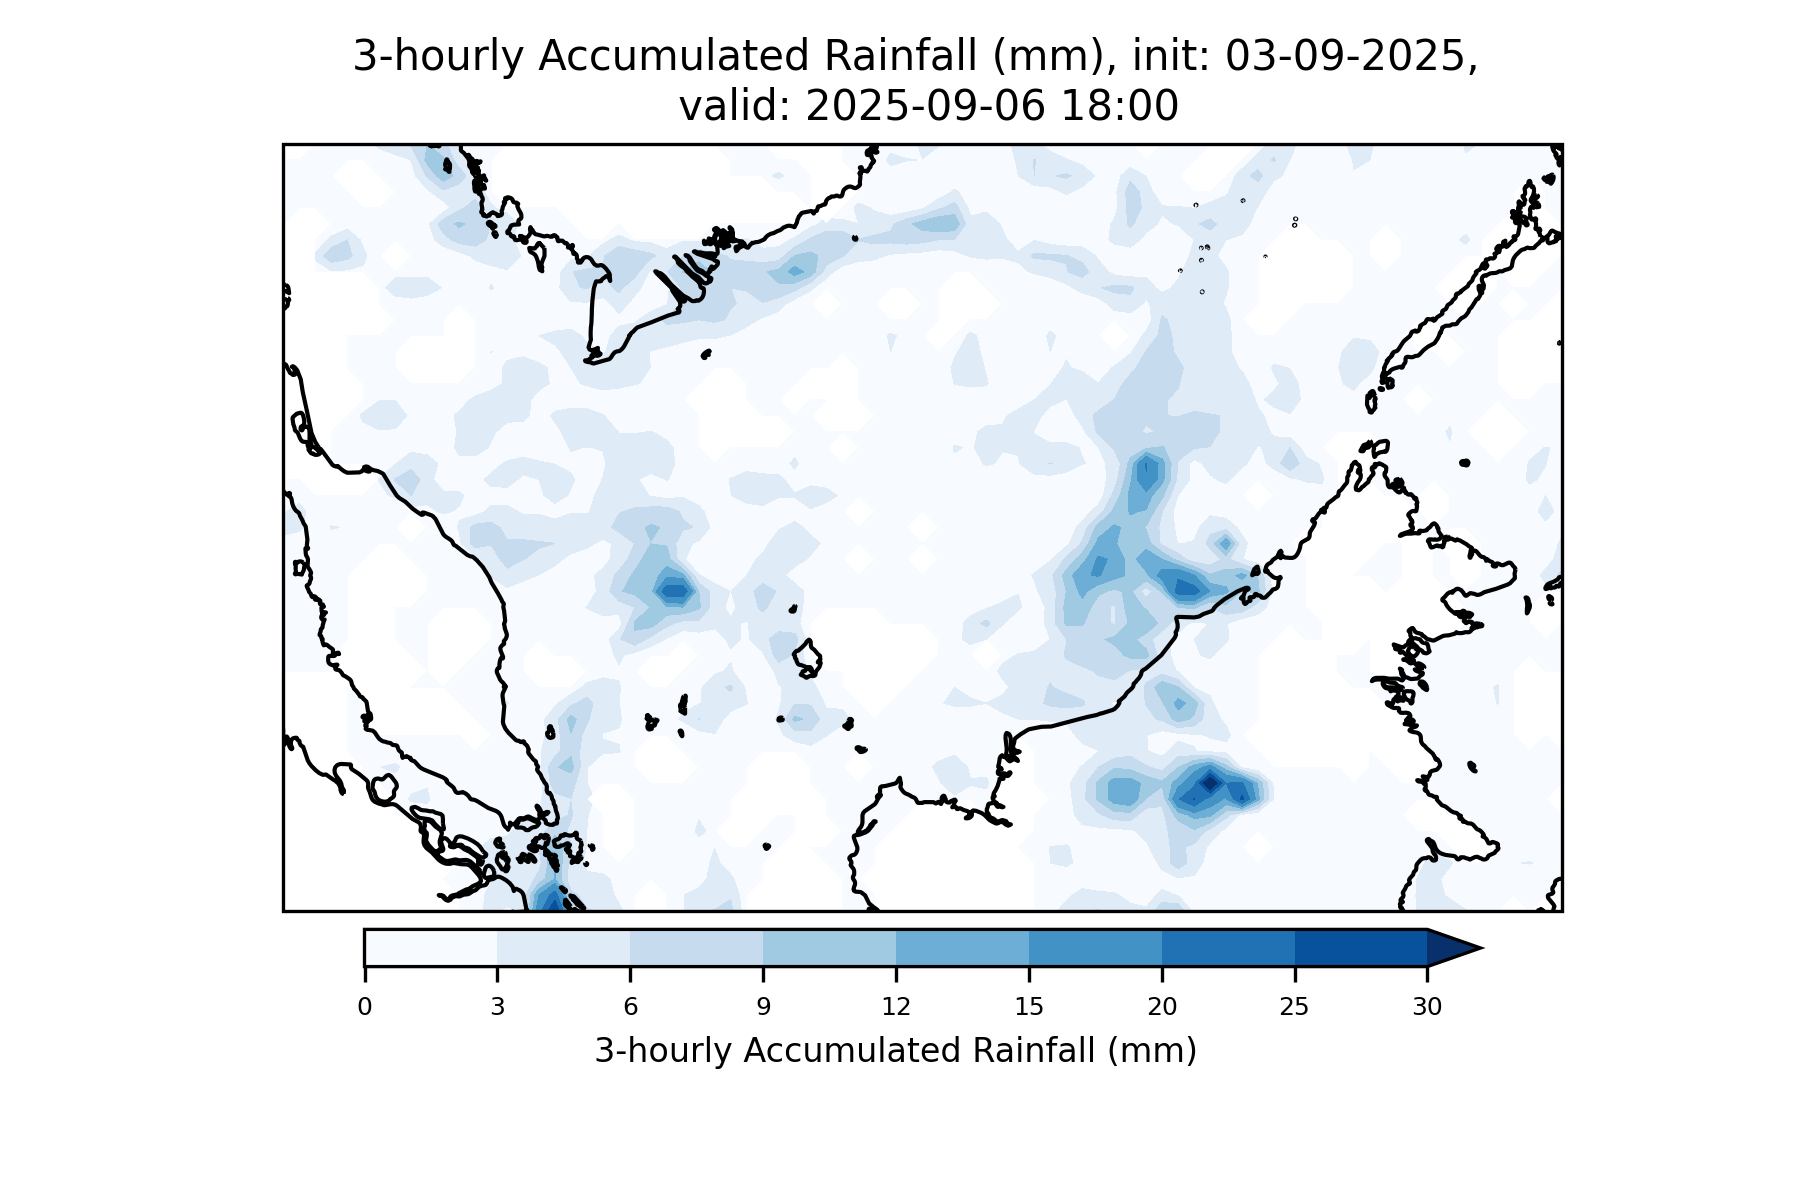 3-hourly Accumulated Rainfall (mm), init: 03-09-2025,
valid: 2025-09-06 18:00
0 3 6 9 12 15 20 25 30
3-hourly Accumulated Rainfall (mm)